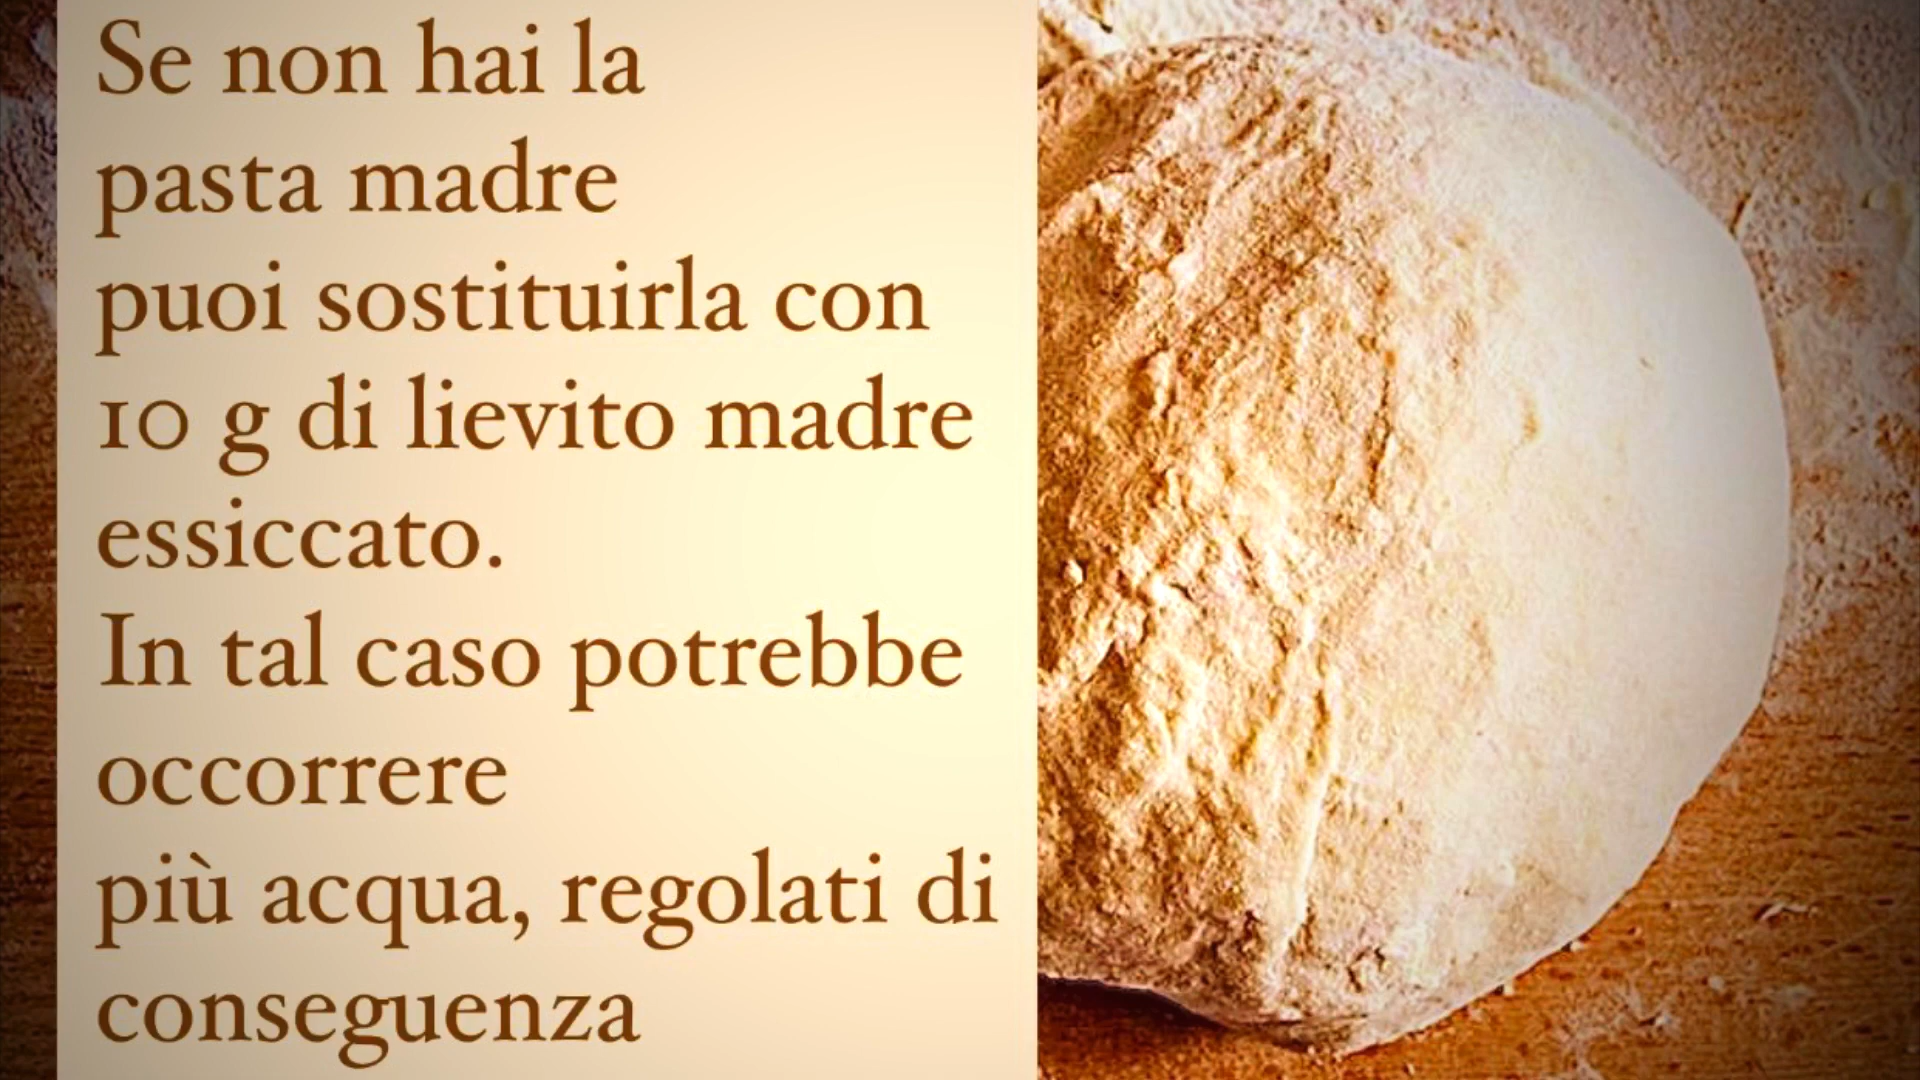 Se non hai la
pasta madre
puoi sostituirla con
10 g di lievito madre
essiccato.
In tal caso potrebbe
occorrere
più acqua, regolati di
conseguenza